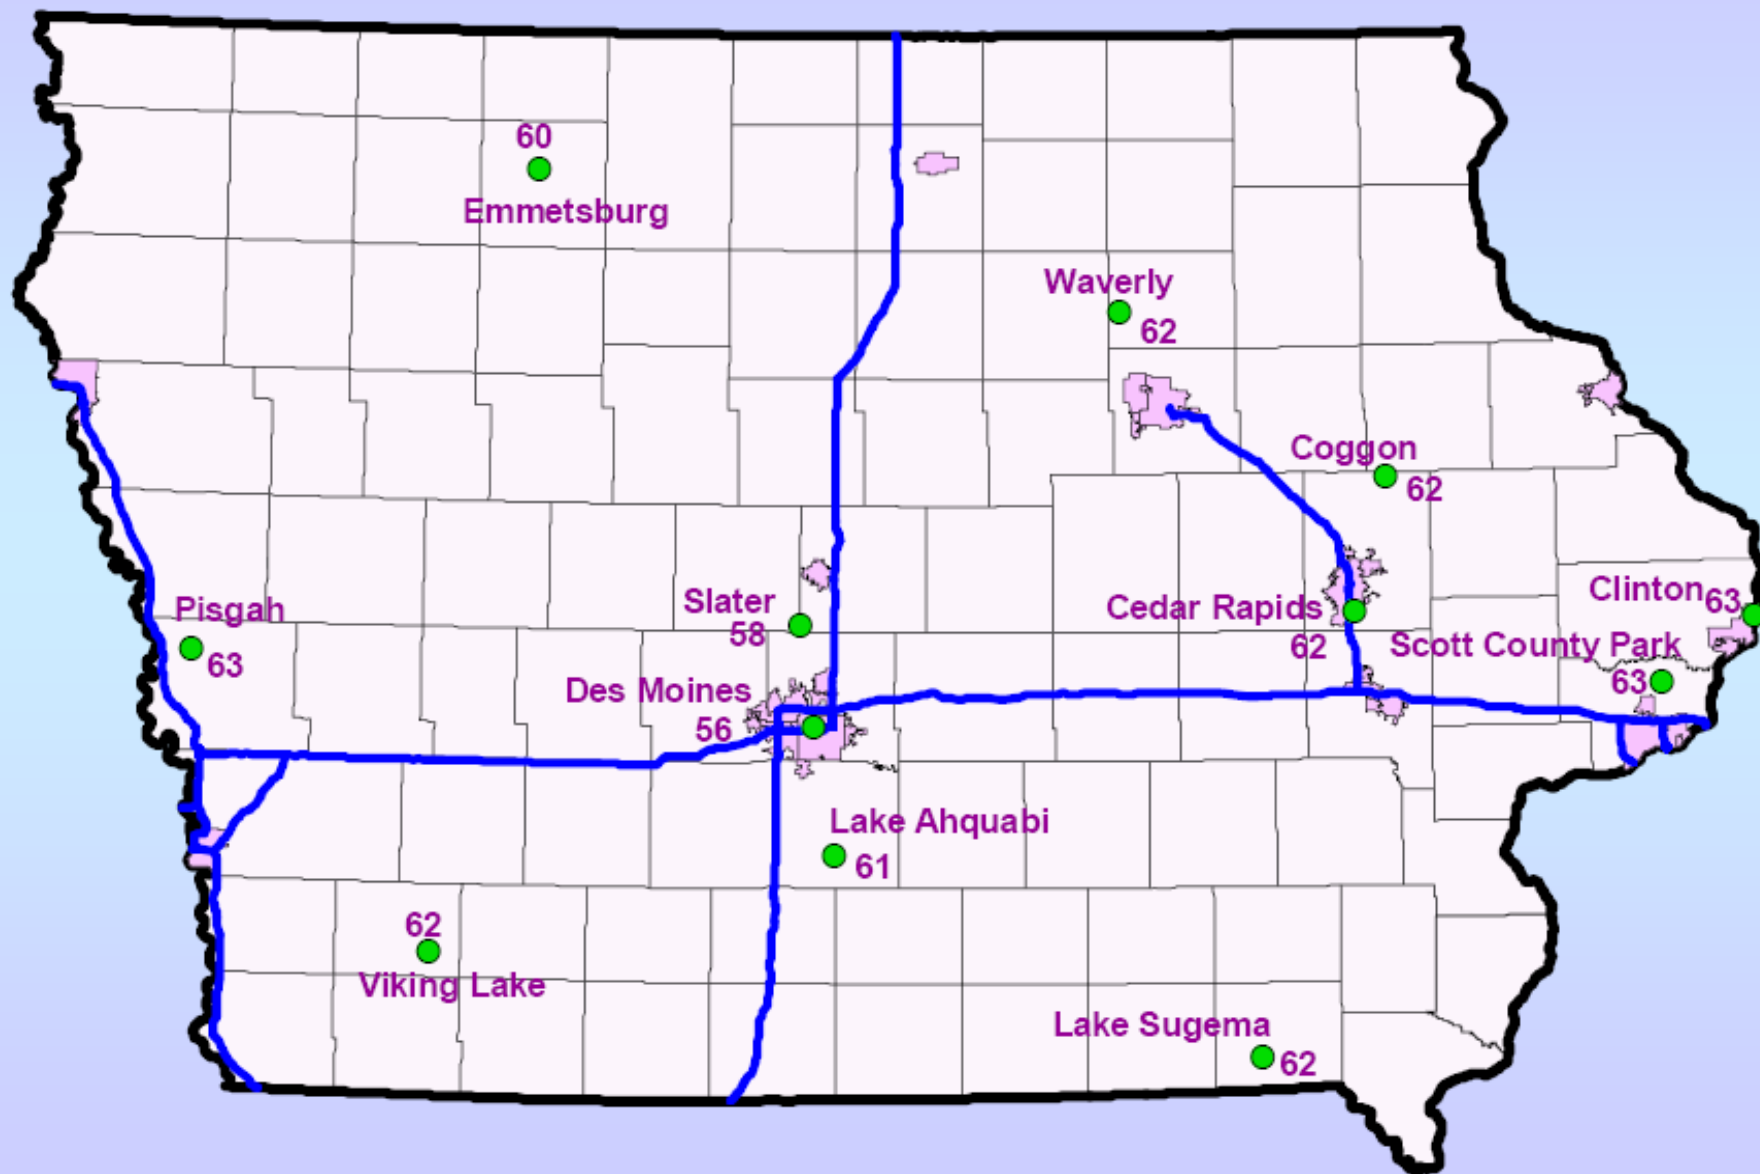 60
Emmetsburg
Waverly
62
Coggon
62
Pisgah
63
Slater
58
Cedar Rapids
62
Clinton
63
Scott County Park
63
Des Moines
56
Lake Ahquabi
61
62
Viking Lake
Lake Sugema
62